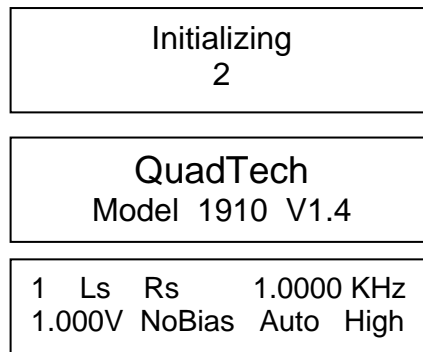 Initializing
2
QuadTech
Model 1910 V1.4
1 Ls Rs 1.0000 KHz
1.000V NoBias Auto High